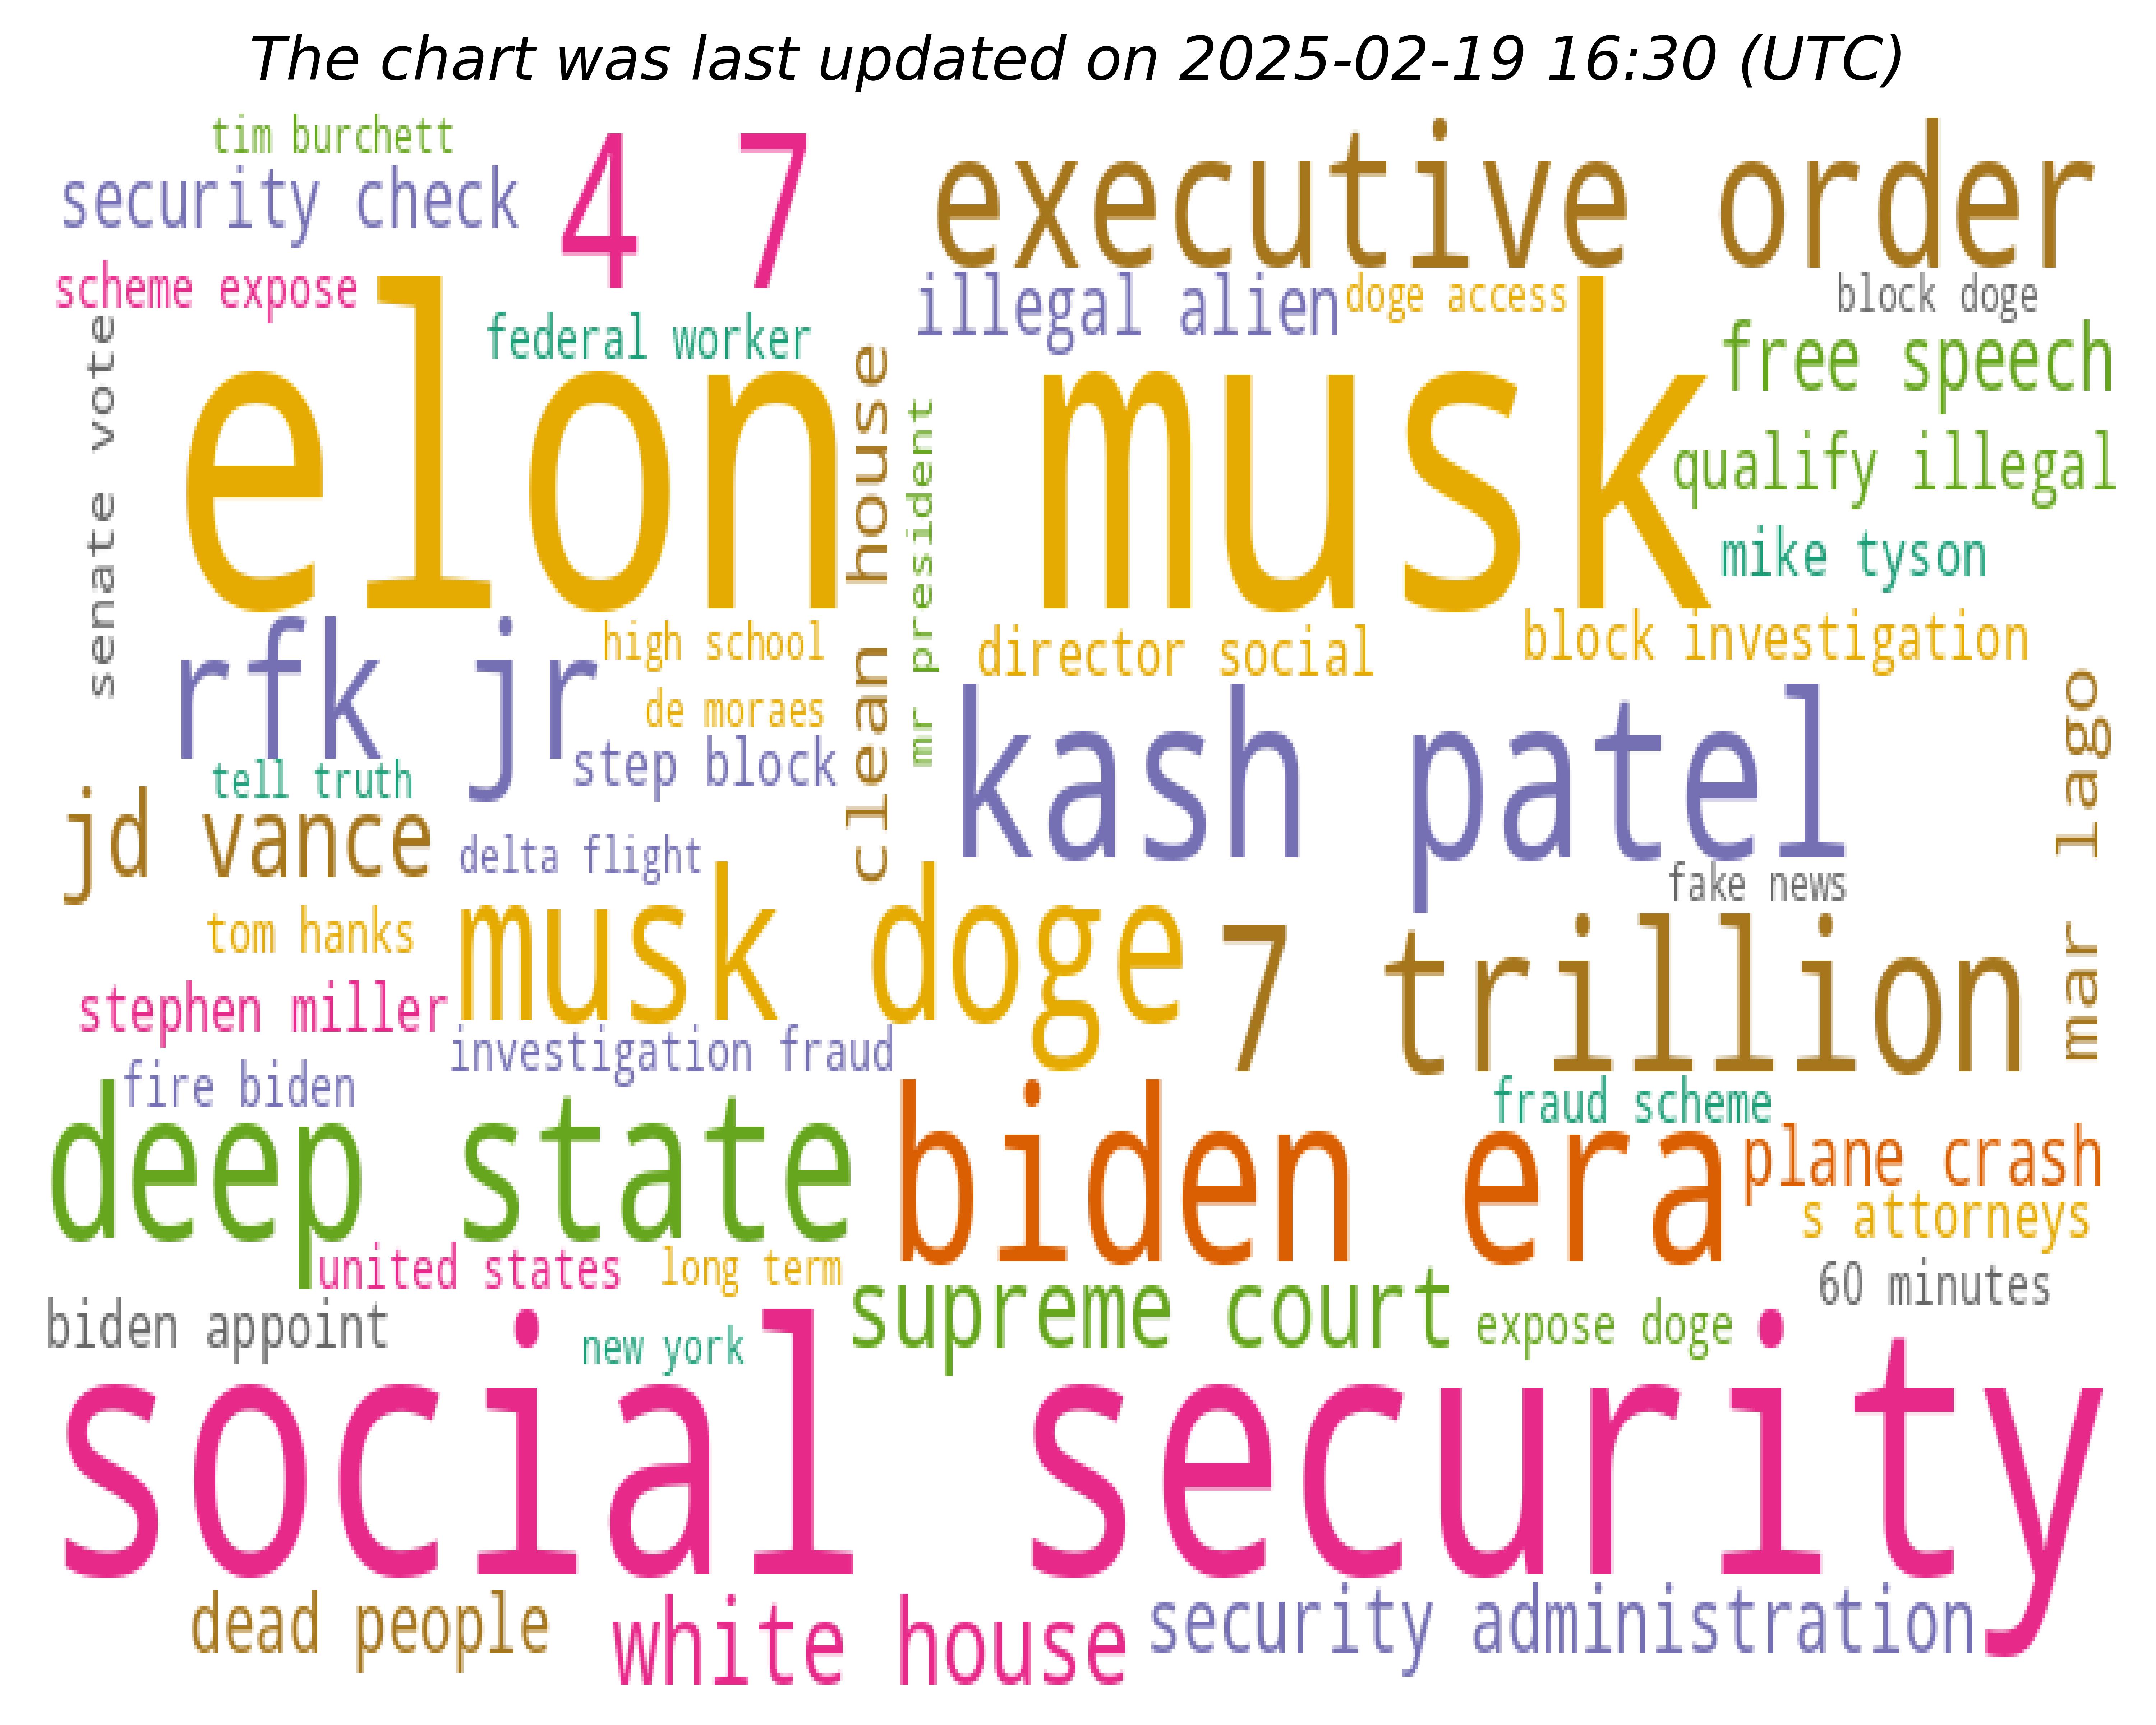 The chart was last updated on 2025-02-19 16:30 (UTC)
tim burchett
security check
4 7
executive order
scheme expose
illegal alien
doge access
block doge
federal worker
free speech
senate vote
elon musk
clean house
mr president
qualify illegal
mike tyson
rfk jr
high school
director social
block investigation
de moraes
step block
kash patel
mar lago
tell truth
jd vance
delta flight
fake news
tom hanks
musk doge
7 trillion
stephen miller
investigation fraud
fire biden
fraud scheme
deep state
biden era
plane crash
s attorneys
united states
long term
60 minutes
biden appoint
supreme court
expose doge
new york
social security
dead people
white house
security administration